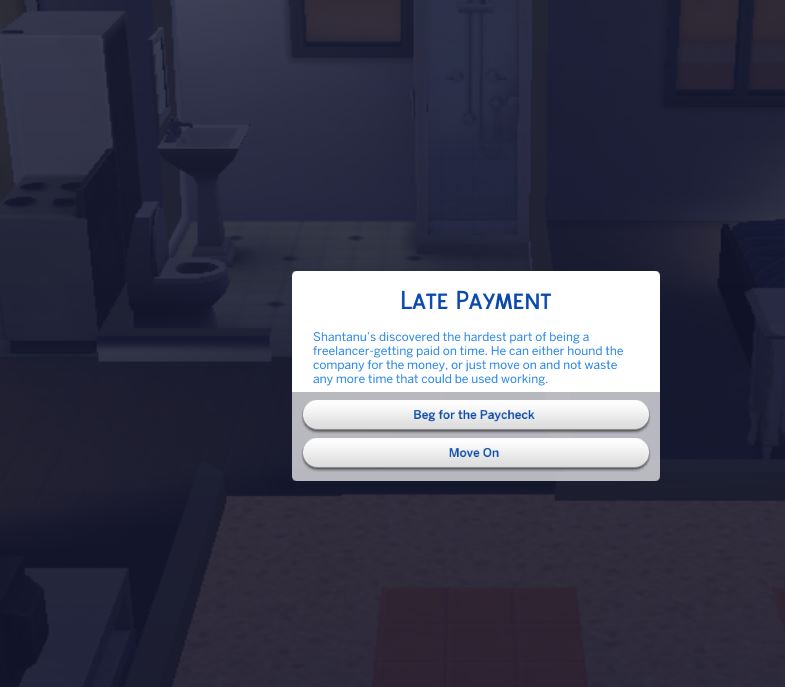 Late Payment
Shantanu's discovered the hardest part of being a
freelancer-getting paid on time. He can either hound the
company for the money, or just move on and not waste
any more time that could be used working.
Beg for the Paycheck
Move On